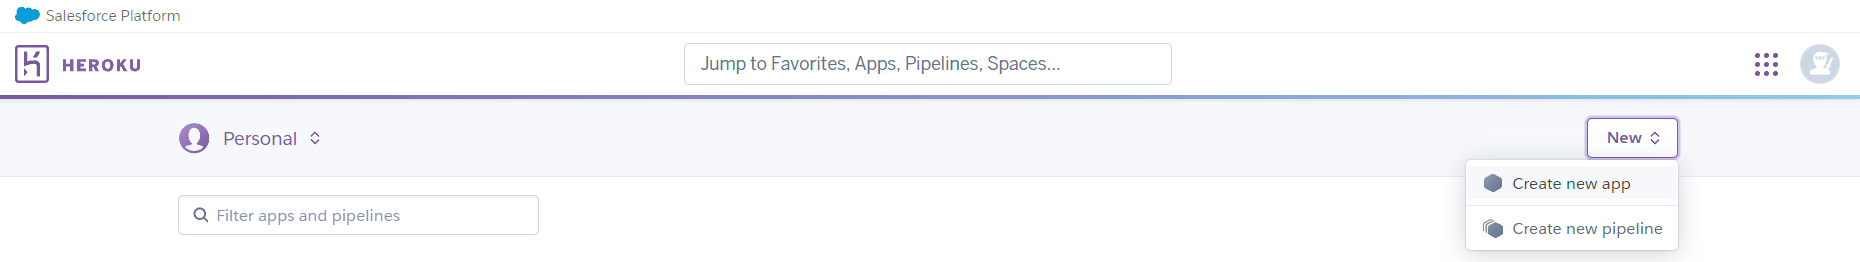 Salesforce Platform
HEROKU
Jump to Favorites, Apps, Pipelines, Spaces...
Personal
New
Create new app
Filter apps and pipelines
Create new pipeline